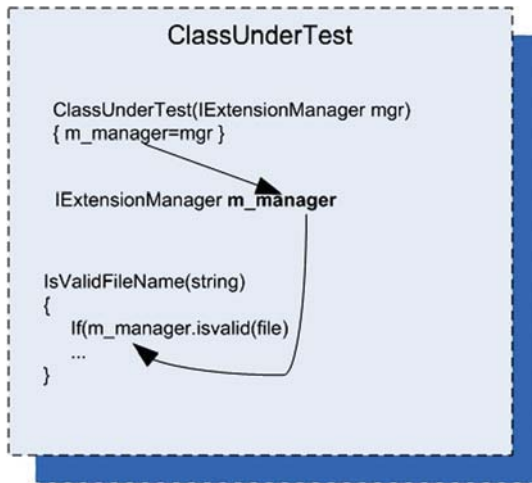 ClassUnderTest
ClassUnderTest(IExtensionManager mgr)
{ m_manager=mgr }
IExtensionManager m_manager
IsValidFileName(string)
{
If(m_manager.isvalid(file)
...
}